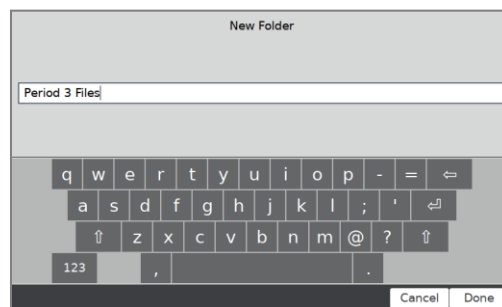 New Folder
Period 3 Files
q w e r t y u i o p - = ⇦
a s d f g h j k l ; ' ⏎
⇧ z x c v b n m @ ? ⇧
123 , .
Cancel Done